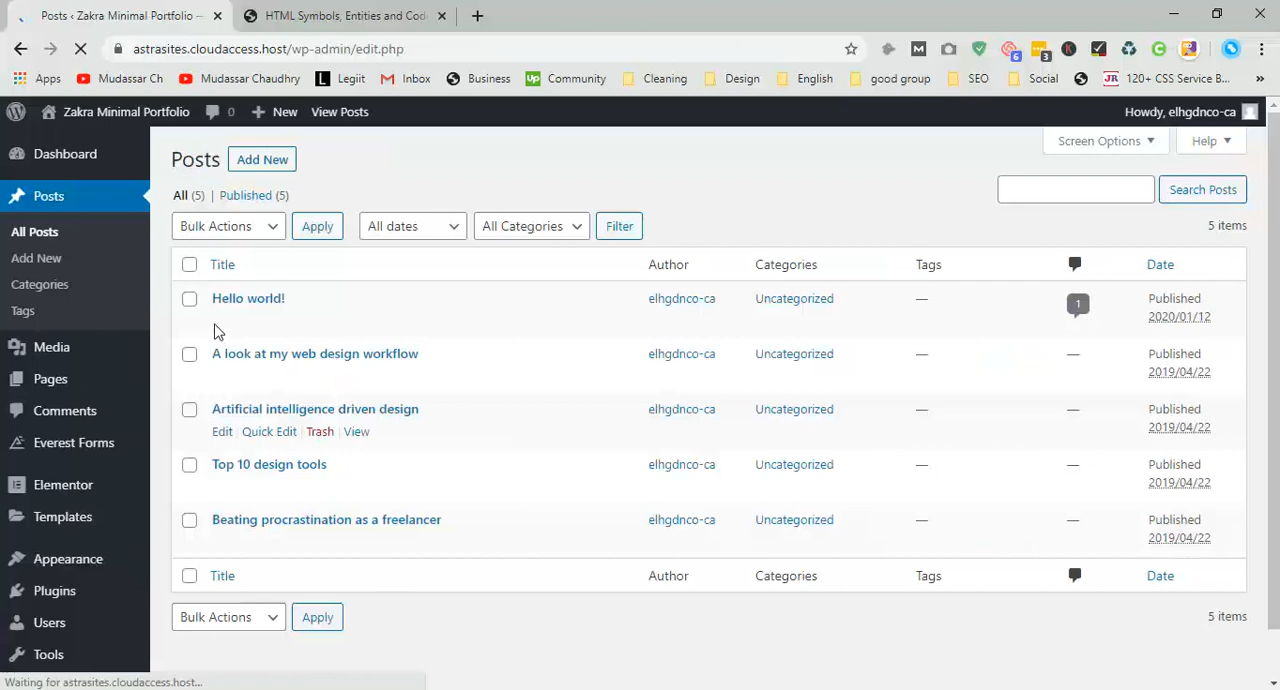 Posts ‹ Zakra Minimal Portfolio —
HTML Symbols, Entities and Cod
astrasites.cloudaccess.host/wp-admin/edit.php
6 3
Apps Mudassar Ch Mudassar Chaudhry Legiit Inbox Business Community Cleaning Design English good group SEO Social 120+ CSS Service B... »
Zakra Minimal Portfolio 0 New View Posts Howdy, elhgdnco-ca
Dashboard
Posts
All Posts
Add New
Categories
Tags
Media
Pages
Comments
Everest Forms
Elementor
Templates
Appearance
Plugins
Users
Tools
Screen Options Help
Posts Add New
All (5) | Published (5)
Search Posts
Bulk Actions Apply All dates All Categories Filter 5 items
Title Author Categories Tags Date
Hello world! elhgdnco-ca Uncategorized — 1 Published
2020/01/12
A look at my web design workflow elhgdnco-ca Uncategorized — — Published
2019/04/22
Artificial intelligence driven design elhgdnco-ca Uncategorized — — Published
Edit | Quick Edit | Trash | View 2019/04/22
Top 10 design tools elhgdnco-ca Uncategorized — — Published
2019/04/22
Beating procrastination as a freelancer elhgdnco-ca Uncategorized — — Published
2019/04/22
Title Author Categories Tags Date
Bulk Actions Apply 5 items
Waiting for astrasites.cloudaccess.host...